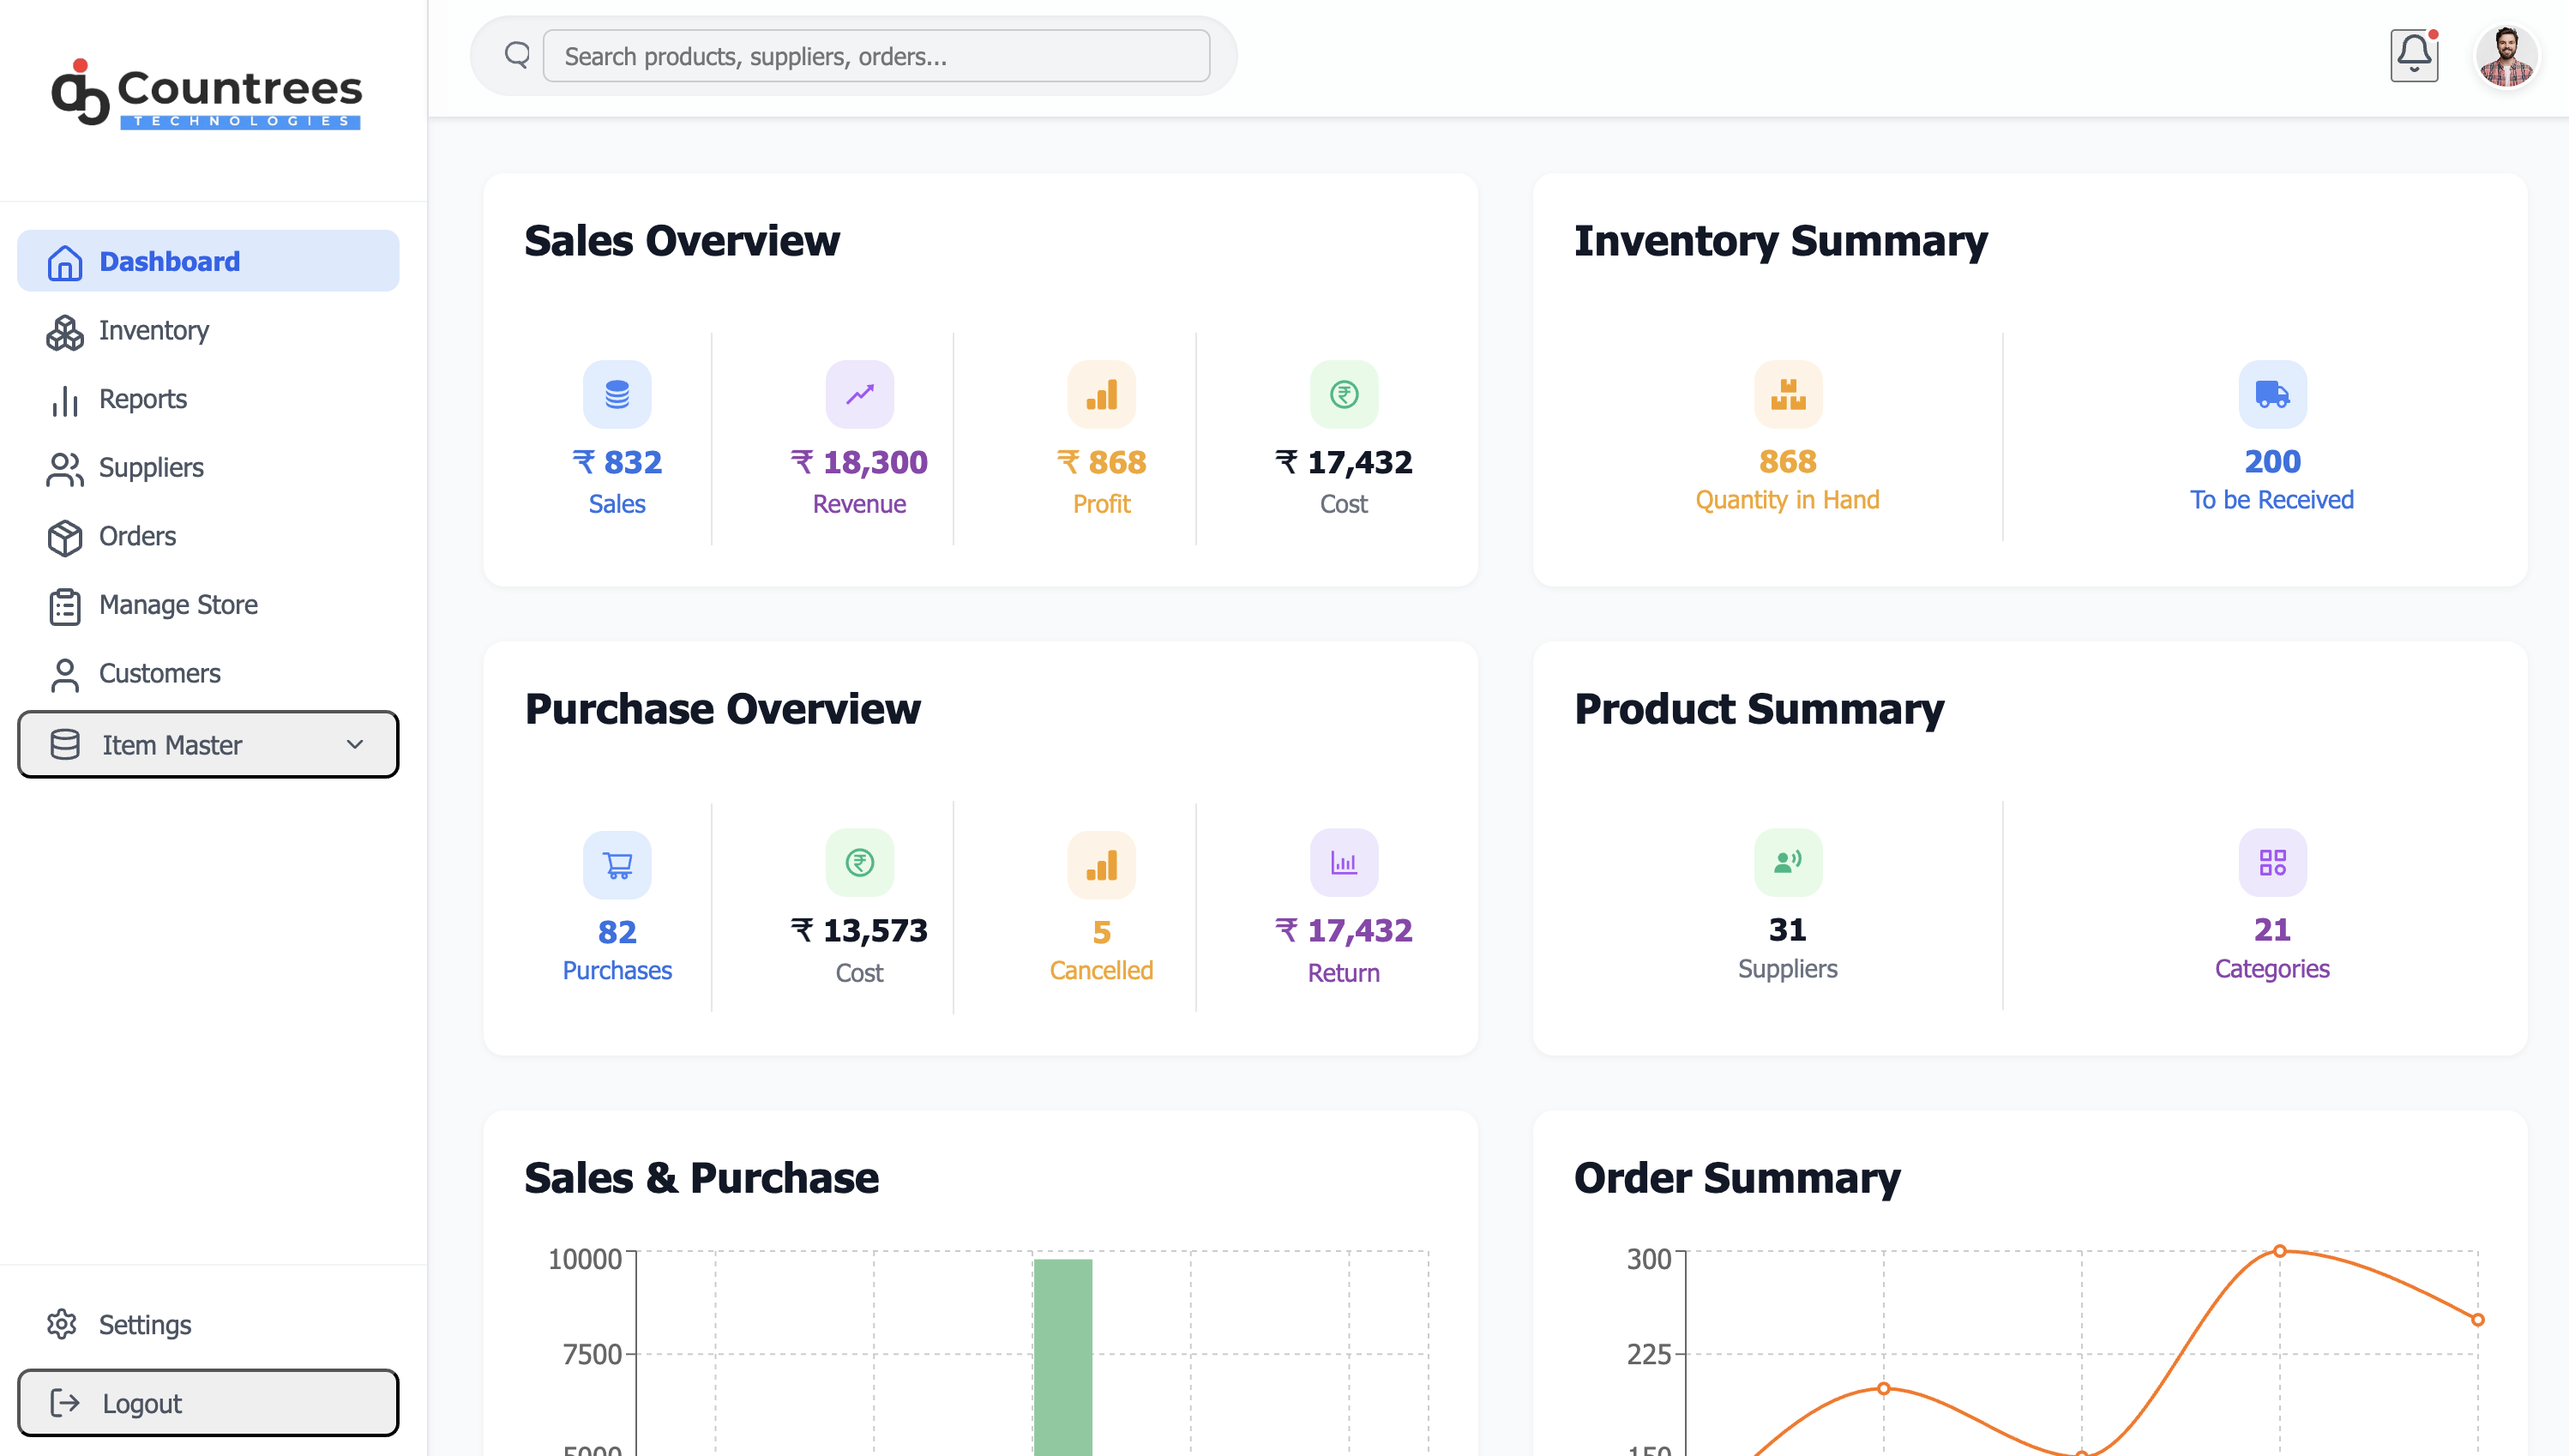 Countrees
TECHNOLOGIES
Search products, suppliers, orders...
Dashboard
Inventory
Reports
Suppliers
Orders
Manage Store
Customers
Item Master
Settings
Logout
Sales Overview
₹ 832
Sales
₹ 18,300
Revenue
₹ 868
Profit
₹ 17,432
Cost
Inventory Summary
868
Quantity in Hand
200
To be Received
Purchase Overview
82
Purchases
₹ 13,573
Cost
5
Cancelled
₹ 17,432
Return
Product Summary
31
Suppliers
21
Categories
Sales & Purchase
10000
7500
5000
Order Summary
300
225
150